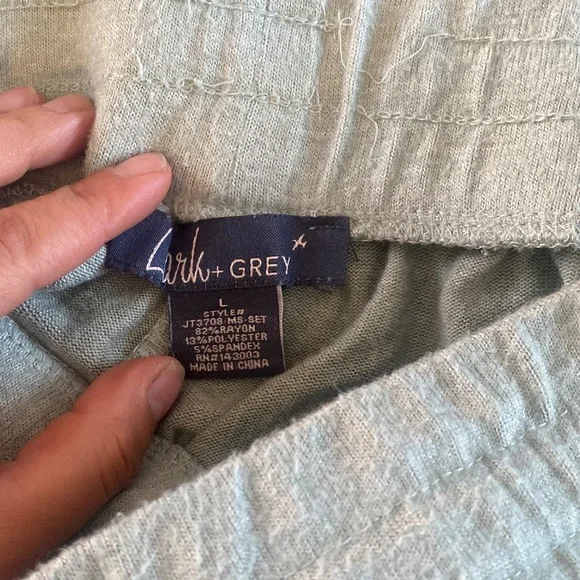 Lark + GREY
L
STYLE#
JT3708-MS-SET
82%RAYON
13%POLYESTER
5%SPANDEX
RN#143003
MADE IN CHINA